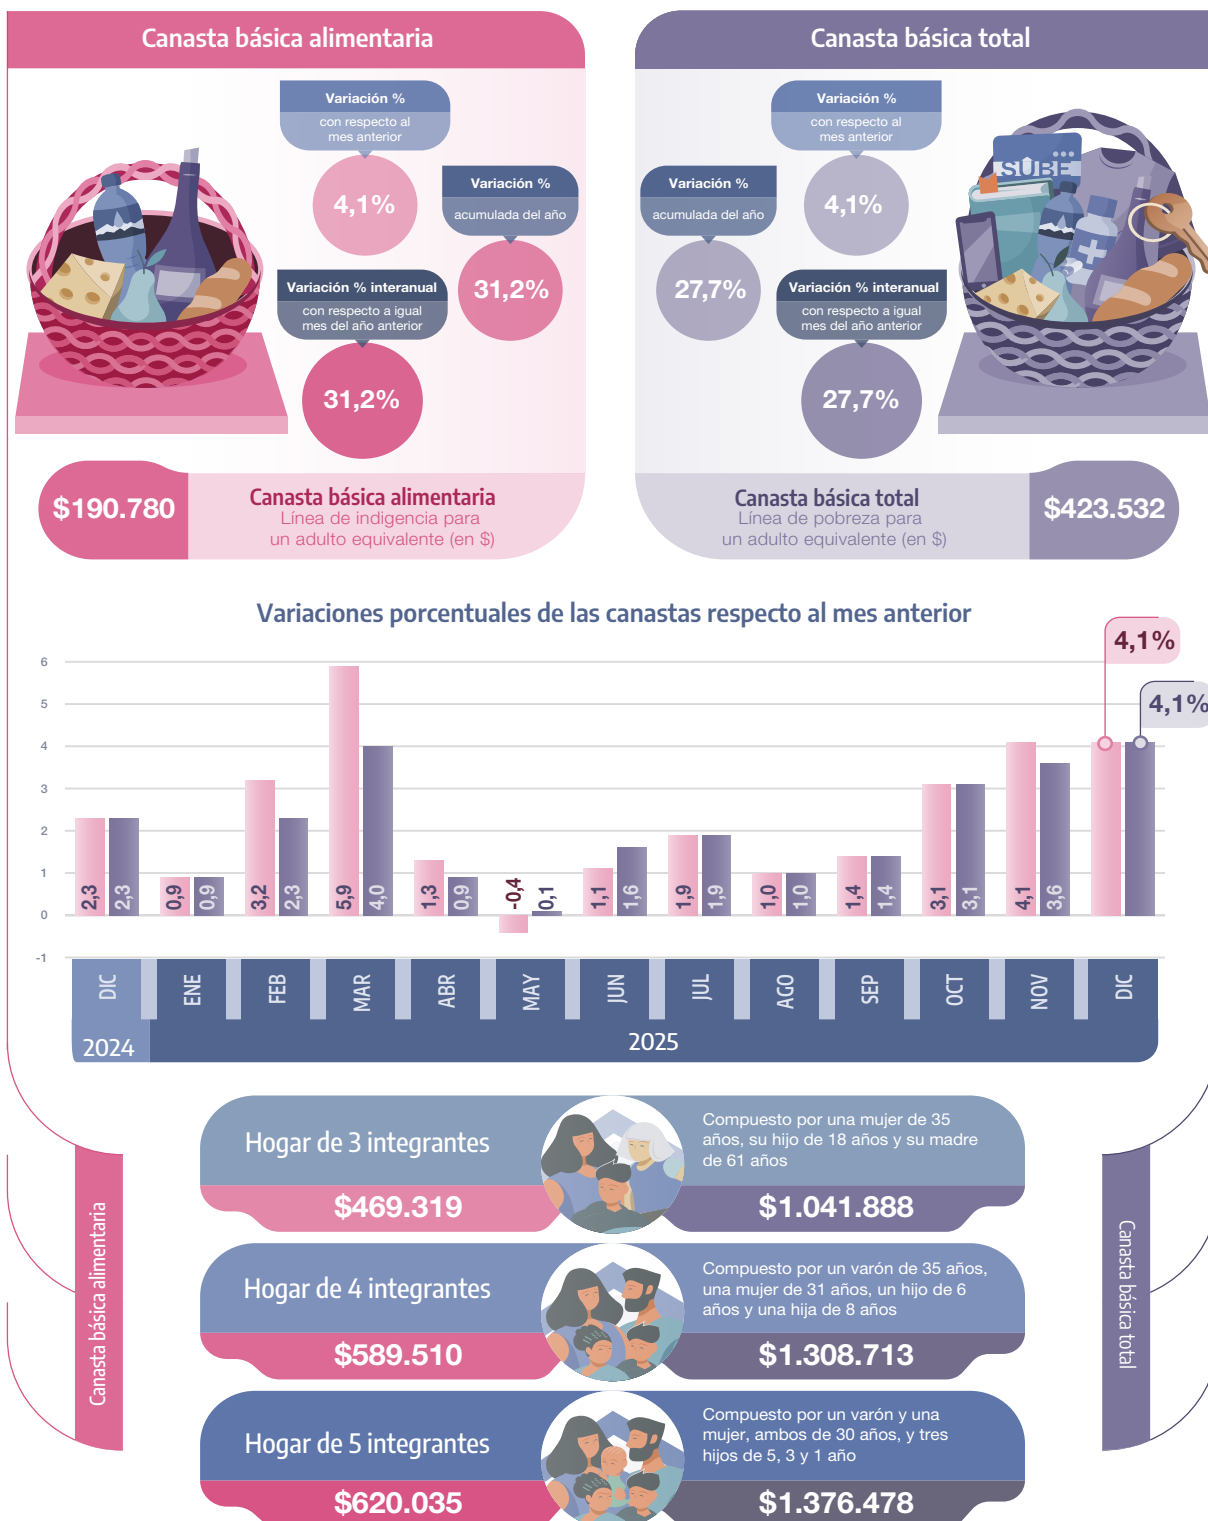 Canasta básica alimentaria
Variación %
con respecto al
mes anterior
4,1%
Variación %
acumulada del año
31,2%
Variación % interanual
con respecto a igual
mes del año anterior
31,2%
$190.780
Canasta básica alimentaria
Línea de indigencia para
un adulto equivalente (en $)
Canasta básica total
Variación %
con respecto al
mes anterior
4,1%
Variación %
acumulada del año
27,7%
Variación % interanual
con respecto a igual
mes del año anterior
27,7%
SUBE
Canasta básica total
Línea de pobreza para
un adulto equivalente (en $)
$423.532
Variaciones porcentuales de las canastas respecto al mes anterior
4,1%
4,1%
6
5
4
3
2
1
0
-1
2,3
2,3
0,9
0,9
3,2
2,3
5,9
4,0
1,3
0,9
-0,4
0,1
1,1
1,6
1,9
1,9
1,0
1,0
1,4
1,4
3,1
3,1
4,1
3,6
DIC
ENE
FEB
MAR
ABR
MAY
JUN
JUL
AGO
SEP
OCT
NOV
DIC
2024
2025
Canasta básica alimentaria
Canasta básica total
Hogar de 3 integrantes
Compuesto por una mujer de 35
años, su hijo de 18 años y su madre
de 61 años
$469.319
$1.041.888
Hogar de 4 integrantes
Compuesto por un varón de 35 años,
una mujer de 31 años, un hijo de 6
años y una hija de 8 años
$589.510
$1.308.713
Hogar de 5 integrantes
Compuesto por un varón y una
mujer, ambos de 30 años, y tres
hijos de 5, 3 y 1 año
$620.035
$1.376.478